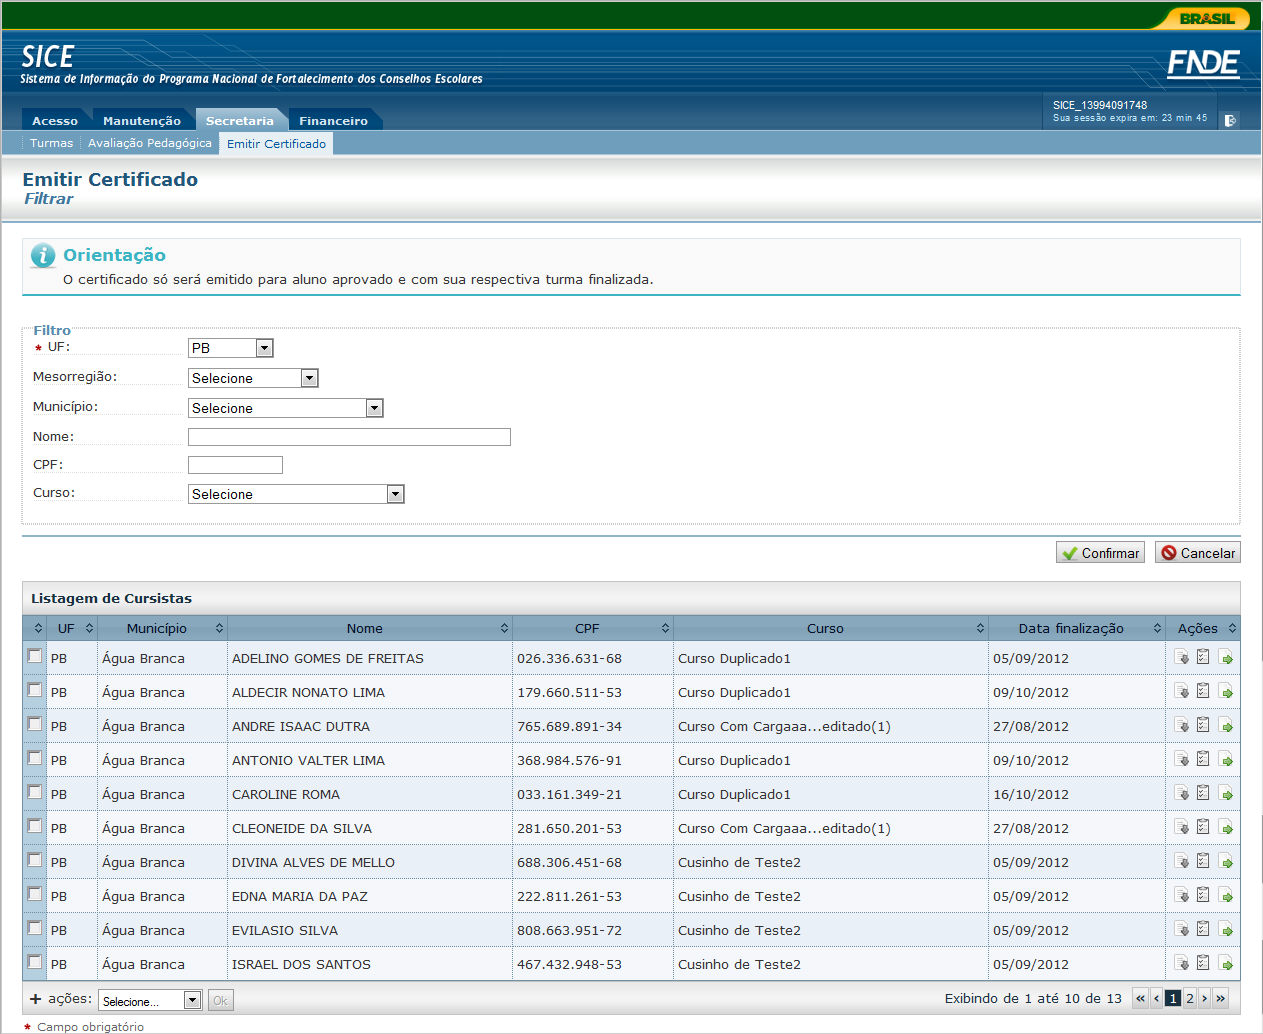 BRASIL
SICE
Sistema de Informação do Programa Nacional de Fortalecimento dos Conselhos Escolares
FNDE
SICE_13994091748
Sua sessão expira em: 23 min 45
Acesso Manutenção Secretaria Financeiro
Turmas Avaliação Pedagógica Emitir Certificado
Emitir Certificado
Filtrar
Orientação
O certificado só será emitido para aluno aprovado e com sua respectiva turma finalizada.
Filtro
* UF: PB
Mesorregião: Selecione
Município: Selecione
Nome:
CPF:
Curso: Selecione
Confirmar Cancelar
Listagem de Cursistas
UF Município Nome CPF Curso Data finalização Ações
PB Água Branca ADELINO GOMES DE FREITAS 026.336.631-68 Curso Duplicado1 05/09/2012
PB Água Branca ALDECIR NONATO LIMA 179.660.511-53 Curso Duplicado1 09/10/2012
PB Água Branca ANDRE ISAAC DUTRA 765.689.891-34 Curso Com Cargaaa...editado(1) 27/08/2012
PB Água Branca ANTONIO VALTER LIMA 368.984.576-91 Curso Duplicado1 09/10/2012
PB Água Branca CAROLINE ROMA 033.161.349-21 Curso Duplicado1 16/10/2012
PB Água Branca CLEONEIDE DA SILVA 281.650.201-53 Curso Com Cargaaa...editado(1) 27/08/2012
PB Água Branca DIVINA ALVES DE MELLO 688.306.451-68 Cusinho de Teste2 05/09/2012
PB Água Branca EDNA MARIA DA PAZ 222.811.261-53 Cusinho de Teste2 05/09/2012
PB Água Branca EVILASIO SILVA 808.663.951-72 Cusinho de Teste2 05/09/2012
PB Água Branca ISRAEL DOS SANTOS 467.432.948-53 Cusinho de Teste2 05/09/2012
+ ações: Selecione... Ok Exibindo de 1 até 10 de 13 « ‹ 1 2 › »
* Campo obrigatório